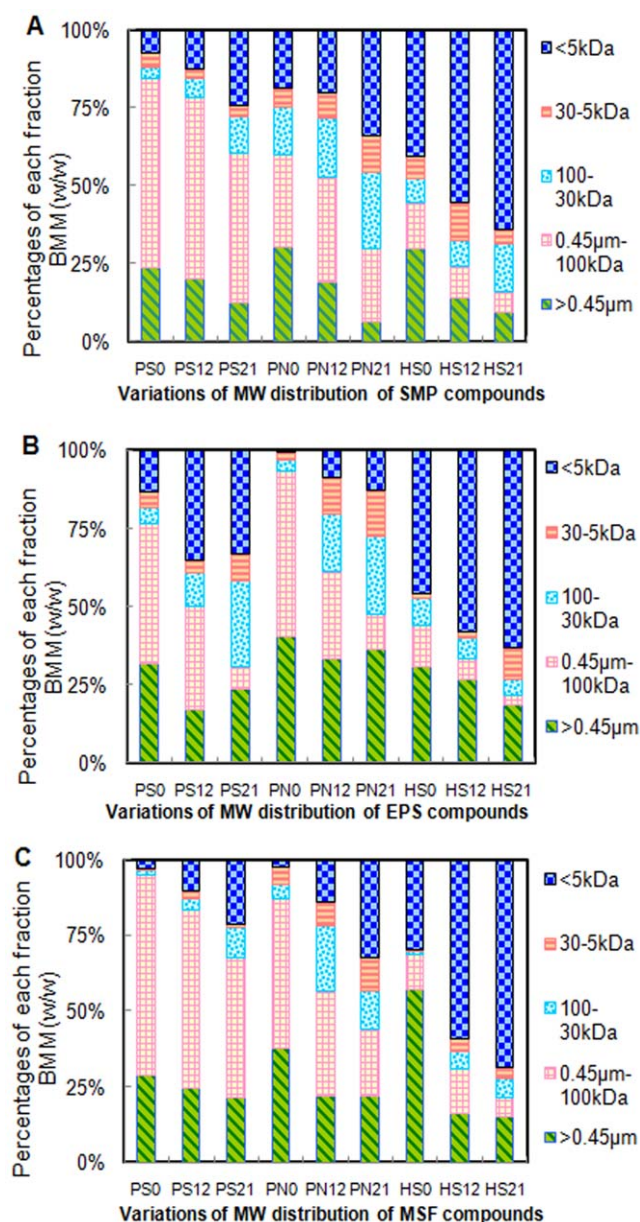 A
Percentages of each fraction
BMM (w/w)
100%
75%
50%
25%
0%
PS0 PS12 PS21 PN0 PN12 PN21 HS0 HS12 HS21
Variations of MW distribution of SMP compounds
<5kDa
30-5kDa
100-
30kDa
0.45µm-
100kDa
>0.45µm
B
Percentages of each fraction
BMM (w/w)
100%
75%
50%
25%
0%
PS0 PS12 PS21 PN0 PN12 PN21 HS0 HS12 HS21
Variations of MW distribution of EPS compounds
<5kDa
30-5kDa
100-
30kDa
0.45µm-
100kDa
>0.45µm
C
Percentages of each fraction
BMM (w/w)
100%
75%
50%
25%
0%
PS0 PS12 PS21 PN0 PN12 PN21 HS0 HS12 HS21
Variations of MW distribution of MSF compounds
<5kDa
30-5kDa
100-
30kDa
0.45µm-
100kDa
>0.45µm